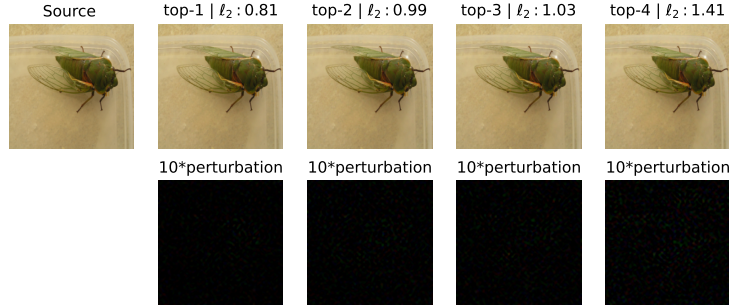 Source
top-1 | ℓ₂ : 0.81
top-2 | ℓ₂ : 0.99
top-3 | ℓ₂ : 1.03
top-4 | ℓ₂ : 1.41
10*perturbation
10*perturbation
10*perturbation
10*perturbation